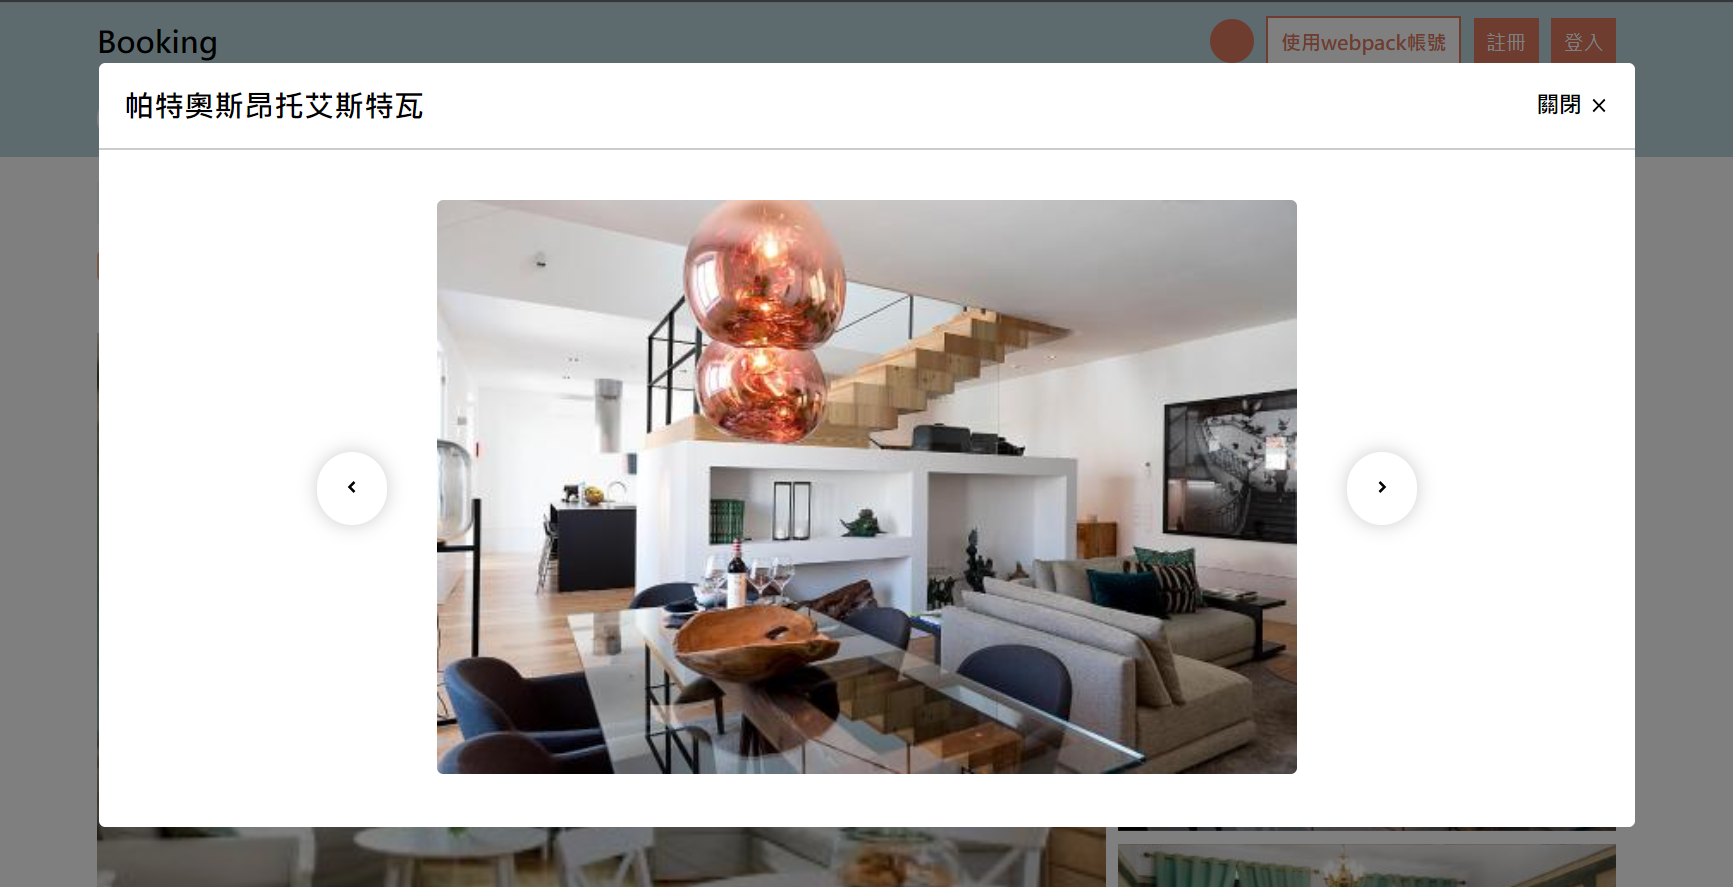 Booking
使用webpack帳號
註冊
登入
帕特奧斯昂托艾斯特瓦
關閉 ×